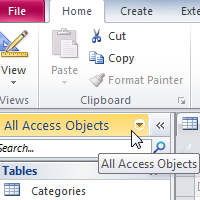 File Home Create Exte
View Paste Cut
Copy
Format Painter
Views Clipboard
All Access Objects
Search...
All Access Objects
Tables
Categories